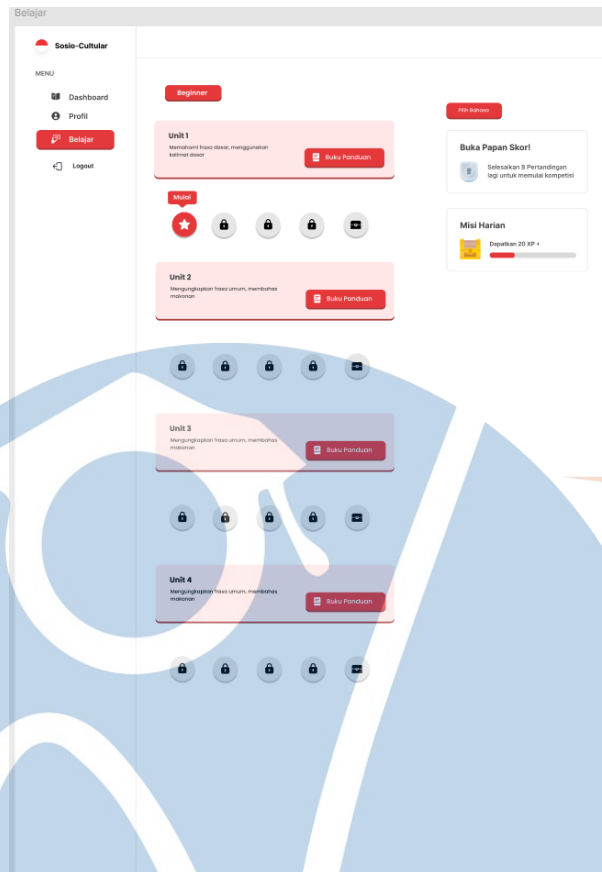 Belajar
Sosio-Cultular
MENU
Dashboard
Profil
Belajar
Logout
Beginner
Unit 1
Memahami frasa dasar, menggunakan
kalimat dasar
Buku Panduan
Mulai
Unit 2
Mengungkapkan frasa umum, membahas
makanan
Buku Panduan
Unit 3
Mengungkapkan frasa umum, membahas
makanan
Buku Panduan
Unit 4
Mengungkapkan frasa umum, membahas
makanan
Buku Panduan
Pilih Bahasa
Buka Papan Skor!
Selesaikan 8 Pertandingan
lagi untuk memulai kompetisi
Misi Harian
Dapatkan 20 XP +